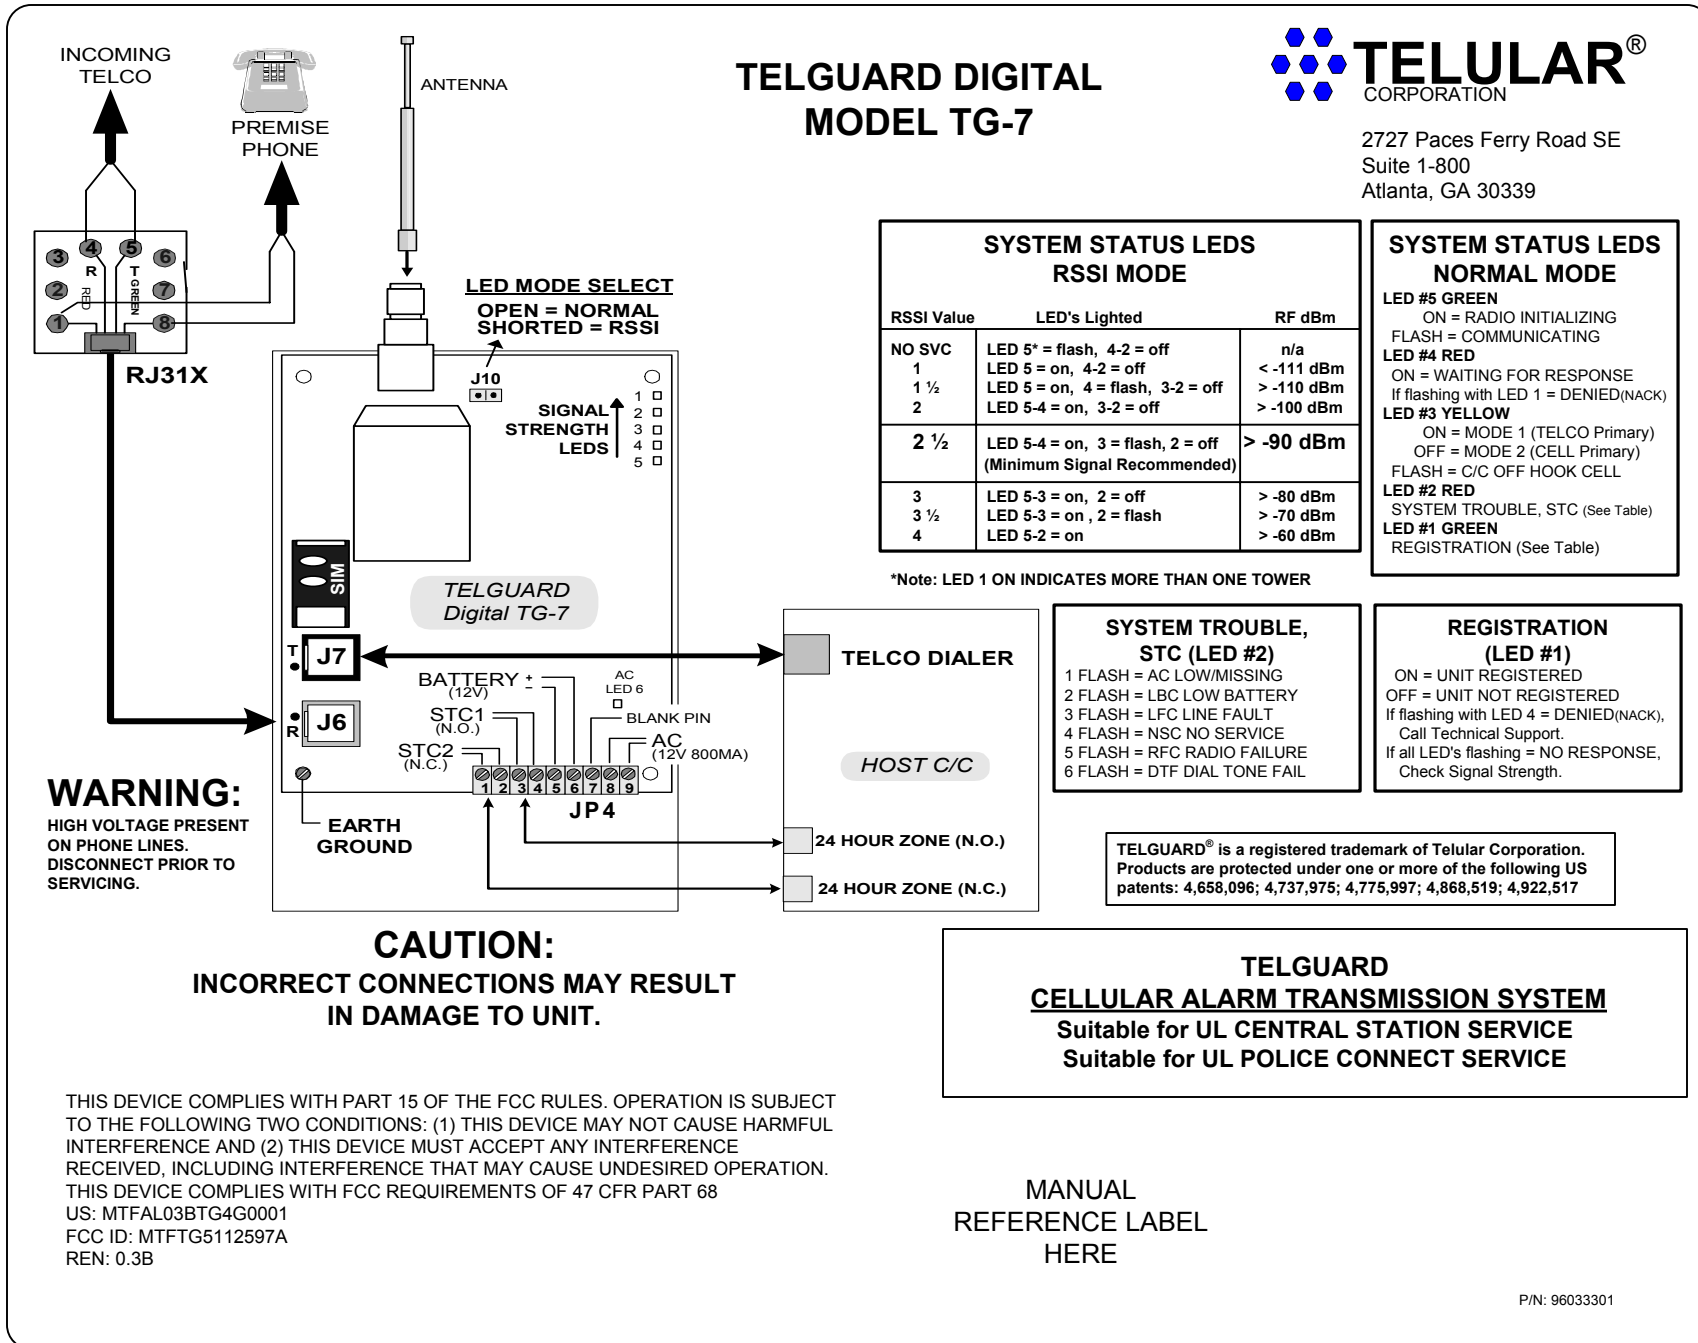 INCOMING
TELCO
PREMISE
PHONE
ANTENNA
TELGUARD DIGITAL
MODEL TG-7
TELULAR®
CORPORATION
2727 Paces Ferry Road SE
Suite 1-800
Atlanta, GA 30339
3 4 5 6
R T
2 RED GREEN 7
1 8
RJ31X
LED MODE SELECT
OPEN = NORMAL
SHORTED = RSSI
J10
SIGNAL
STRENGTH
LEDS
1
2
3
4
5
SIM
TELGUARD
Digital TG-7
T
J7
J6
R
BATTERY + -
(12V)
STC1
(N.O.)
STC2
(N.C.)
AC
LED 6
BLANK PIN
AC
(12V 800MA)
1 2 3 4 5 6 7 8 9
JP4
EARTH
GROUND
TELCO DIALER
HOST C/C
24 HOUR ZONE (N.O.)
24 HOUR ZONE (N.C.)
WARNING:
HIGH VOLTAGE PRESENT
ON PHONE LINES.
DISCONNECT PRIOR TO
SERVICING.
SYSTEM STATUS LEDS
RSSI MODE
RSSI Value LED's Lighted RF dBm
NO SVC LED 5* = flash, 4-2 = off n/a
1 LED 5 = on, 4-2 = off < -111 dBm
1 ½ LED 5 = on, 4 = flash, 3-2 = off > -110 dBm
2 LED 5-4 = on, 3-2 = off > -100 dBm
2 ½ LED 5-4 = on, 3 = flash, 2 = off > -90 dBm
(Minimum Signal Recommended)
3 LED 5-3 = on, 2 = off > -80 dBm
3 ½ LED 5-3 = on , 2 = flash > -70 dBm
4 LED 5-2 = on > -60 dBm
*Note: LED 1 ON INDICATES MORE THAN ONE TOWER
SYSTEM STATUS LEDS
NORMAL MODE
LED #5 GREEN
ON = RADIO INITIALIZING
FLASH = COMMUNICATING
LED #4 RED
ON = WAITING FOR RESPONSE
If flashing with LED 1 = DENIED(NACK)
LED #3 YELLOW
ON = MODE 1 (TELCO Primary)
OFF = MODE 2 (CELL Primary)
FLASH = C/C OFF HOOK CELL
LED #2 RED
SYSTEM TROUBLE, STC (See Table)
LED #1 GREEN
REGISTRATION (See Table)
SYSTEM TROUBLE,
STC (LED #2)
1 FLASH = AC LOW/MISSING
2 FLASH = LBC LOW BATTERY
3 FLASH = LFC LINE FAULT
4 FLASH = NSC NO SERVICE
5 FLASH = RFC RADIO FAILURE
6 FLASH = DTF DIAL TONE FAIL
REGISTRATION
(LED #1)
ON = UNIT REGISTERED
OFF = UNIT NOT REGISTERED
If flashing with LED 4 = DENIED(NACK),
Call Technical Support.
If all LED's flashing = NO RESPONSE,
Check Signal Strength.
TELGUARD® is a registered trademark of Telular Corporation.
Products are protected under one or more of the following US
patents: 4,658,096; 4,737,975; 4,775,997; 4,868,519; 4,922,517
CAUTION:
INCORRECT CONNECTIONS MAY RESULT
IN DAMAGE TO UNIT.
TELGUARD
CELLULAR ALARM TRANSMISSION SYSTEM
Suitable for UL CENTRAL STATION SERVICE
Suitable for UL POLICE CONNECT SERVICE
THIS DEVICE COMPLIES WITH PART 15 OF THE FCC RULES. OPERATION IS SUBJECT
TO THE FOLLOWING TWO CONDITIONS: (1) THIS DEVICE MAY NOT CAUSE HARMFUL
INTERFERENCE AND (2) THIS DEVICE MUST ACCEPT ANY INTERFERENCE
RECEIVED, INCLUDING INTERFERENCE THAT MAY CAUSE UNDESIRED OPERATION.
THIS DEVICE COMPLIES WITH FCC REQUIREMENTS OF 47 CFR PART 68
US: MTFAL03BTG4G0001
FCC ID: MTFTG5112597A
REN: 0.3B
MANUAL
REFERENCE LABEL
HERE
P/N: 96033301